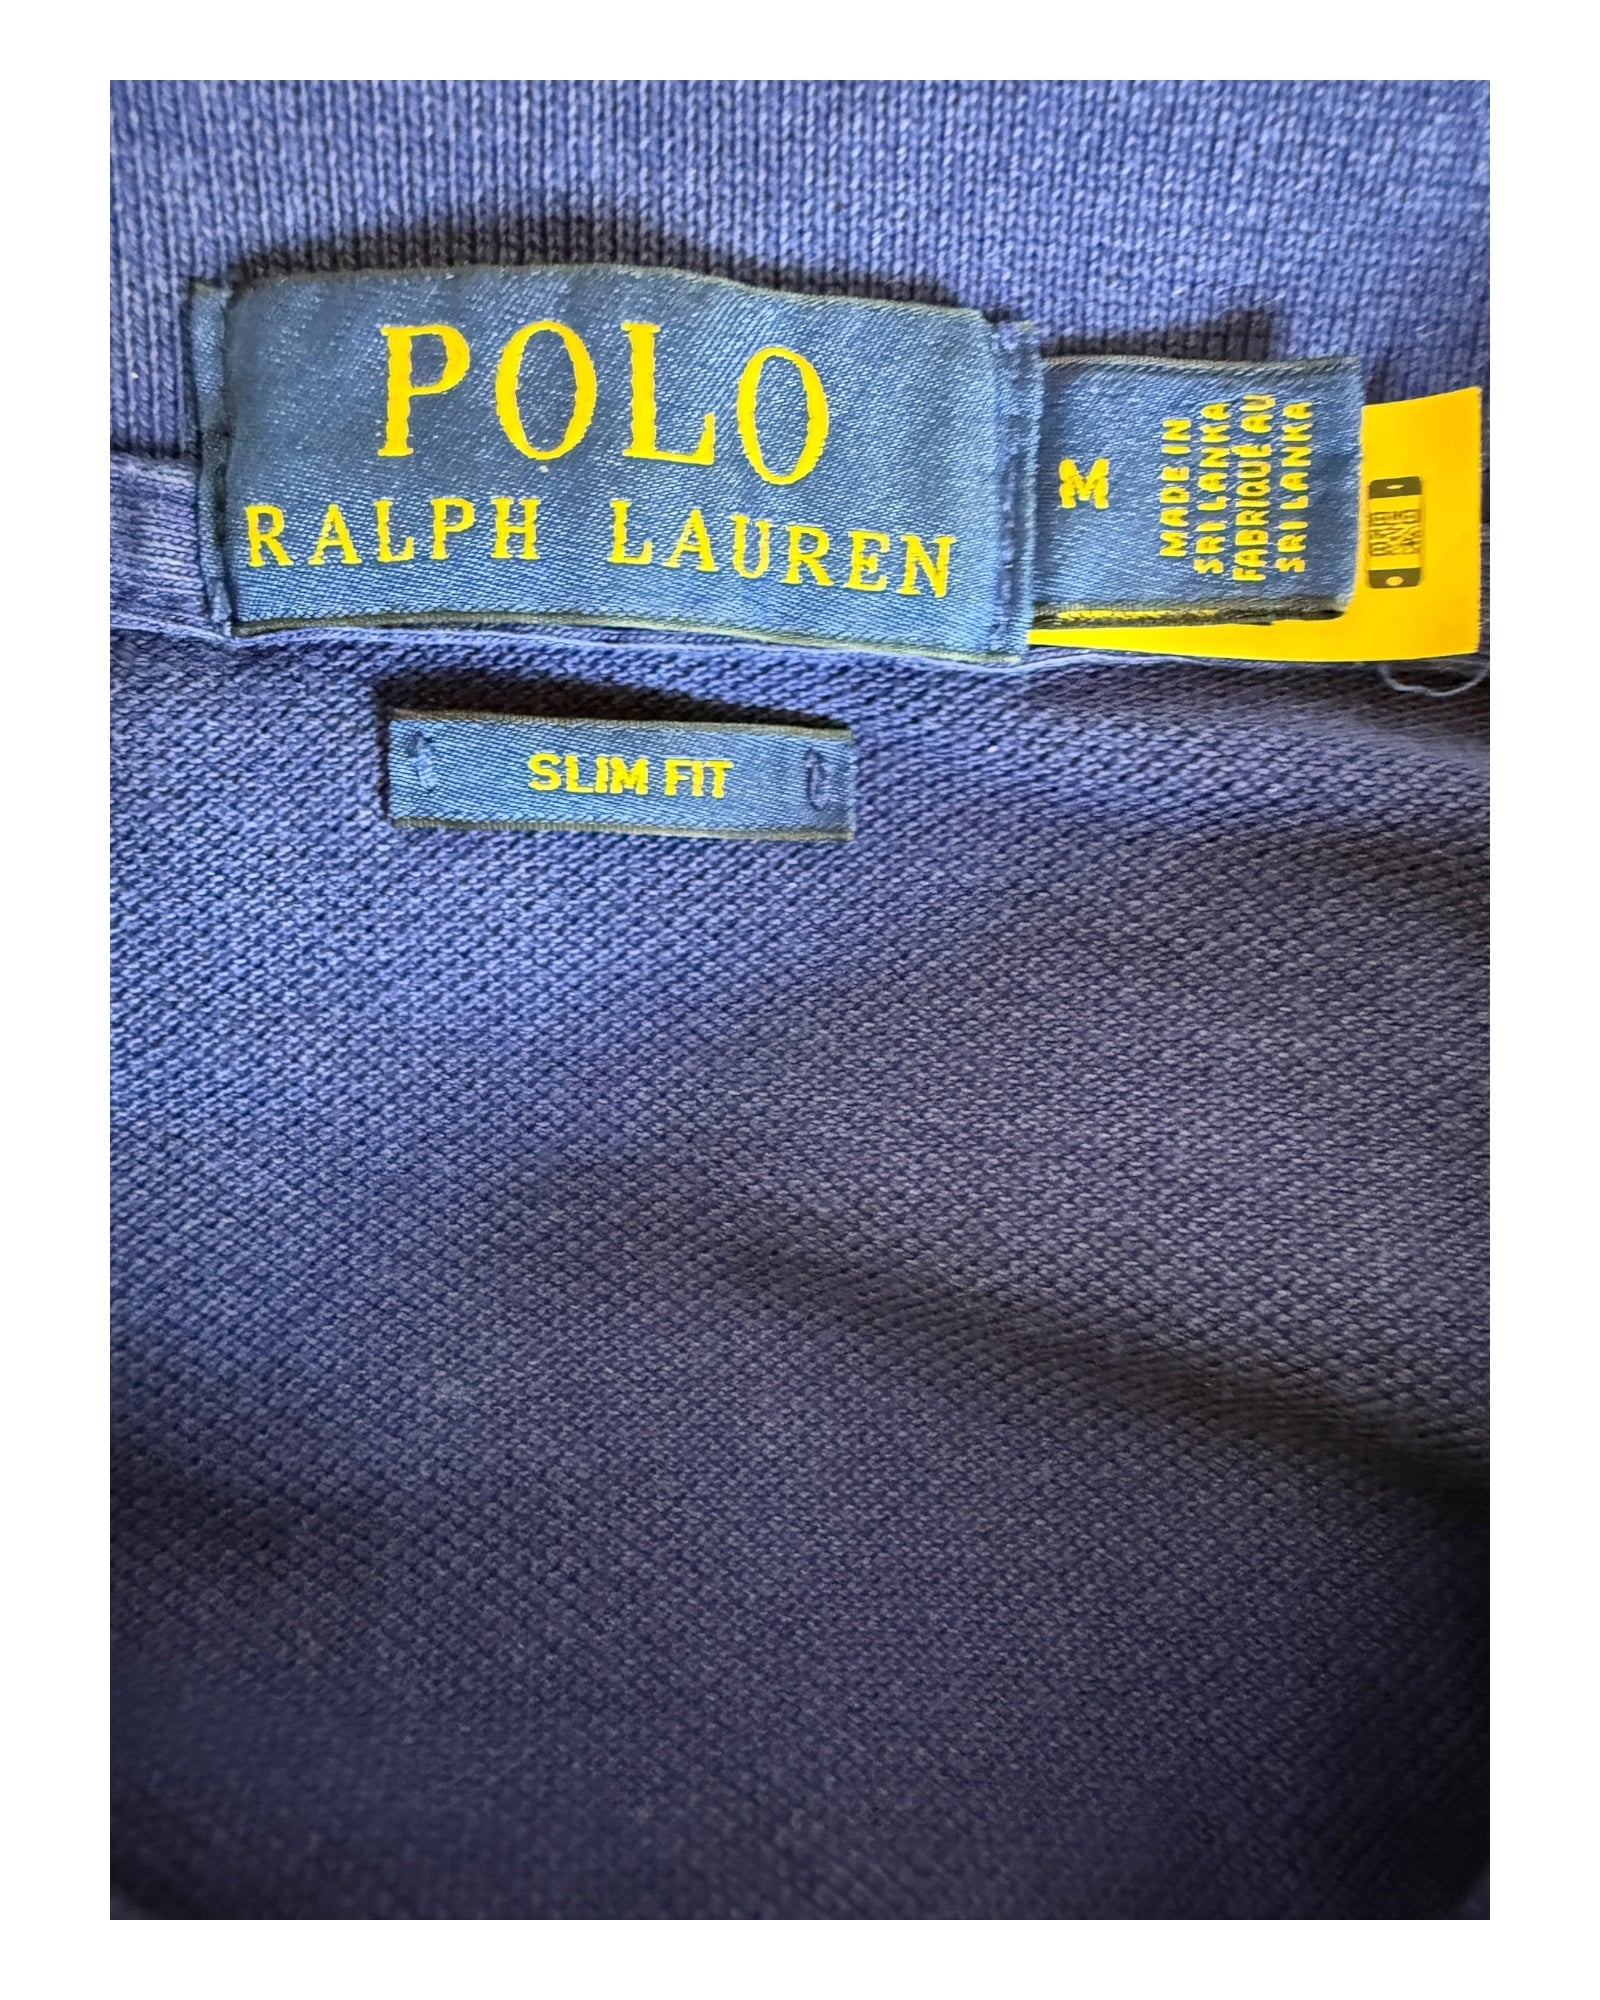 POLO
RALPH LAUREN
M
MADE IN
SRI LANKA
FABRIQUÉ AU
SRI LANKA
SLIM FIT